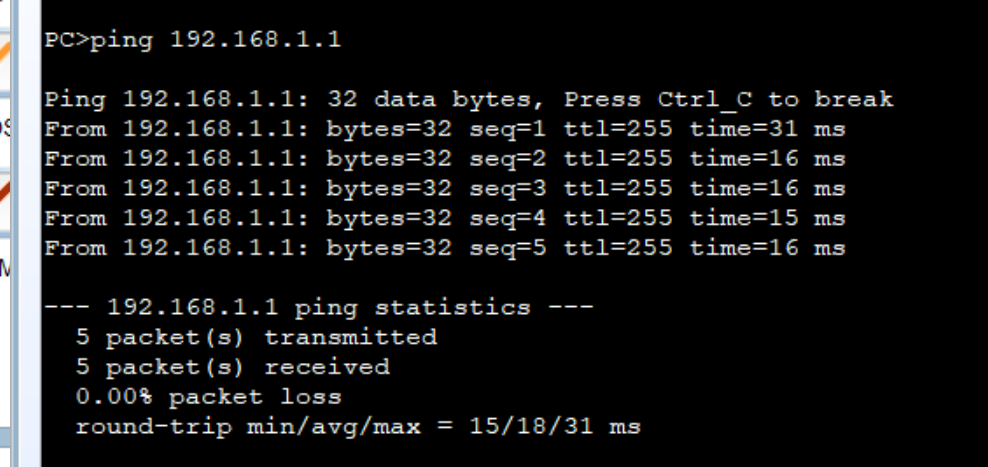 PC>ping 192.168.1.1
Ping 192.168.1.1: 32 data bytes, Press Ctrl_C to break
From 192.168.1.1: bytes=32 seq=1 ttl=255 time=31 ms
From 192.168.1.1: bytes=32 seq=2 ttl=255 time=16 ms
From 192.168.1.1: bytes=32 seq=3 ttl=255 time=16 ms
From 192.168.1.1: bytes=32 seq=4 ttl=255 time=15 ms
From 192.168.1.1: bytes=32 seq=5 ttl=255 time=16 ms
--- 192.168.1.1 ping statistics ---
5 packet(s) transmitted
5 packet(s) received
0.00% packet loss
round-trip min/avg/max = 15/18/31 ms